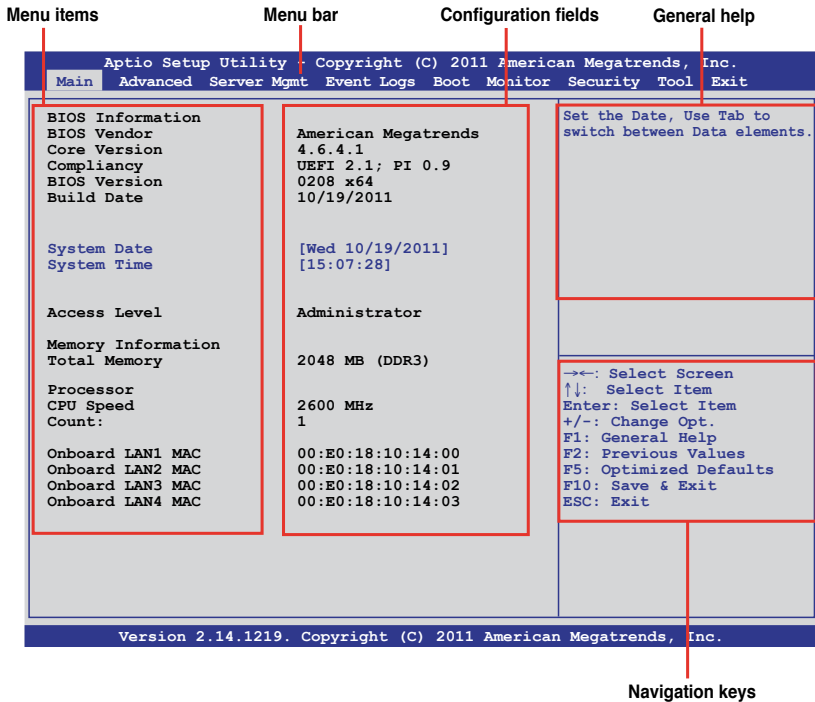 Menu items Menu bar Configuration fields General help
Aptio Setup Utility - Copyright (C) 2011 American Megatrends, Inc.
Main Advanced Server Mgmt Event Logs Boot Monitor Security Tool Exit
BIOS Information
BIOS Vendor American Megatrends
Core Version 4.6.4.1
Compliancy UEFI 2.1; PI 0.9
BIOS Version 0208 x64
Build Date 10/19/2011
System Date [Wed 10/19/2011]
System Time [15:07:28]
Access Level Administrator
Memory Information
Total Memory 2048 MB (DDR3)
Processor
CPU Speed 2600 MHz
Count: 1
Onboard LAN1 MAC 00:E0:18:10:14:00
Onboard LAN2 MAC 00:E0:18:10:14:01
Onboard LAN3 MAC 00:E0:18:10:14:02
Onboard LAN4 MAC 00:E0:18:10:14:03
Set the Date, Use Tab to
switch between Data elements.
→←: Select Screen
↑↓: Select Item
Enter: Select Item
+/-: Change Opt.
F1: General Help
F2: Previous Values
F5: Optimized Defaults
F10: Save & Exit
ESC: Exit
Version 2.14.1219. Copyright (C) 2011 American Megatrends, Inc.
Navigation keys